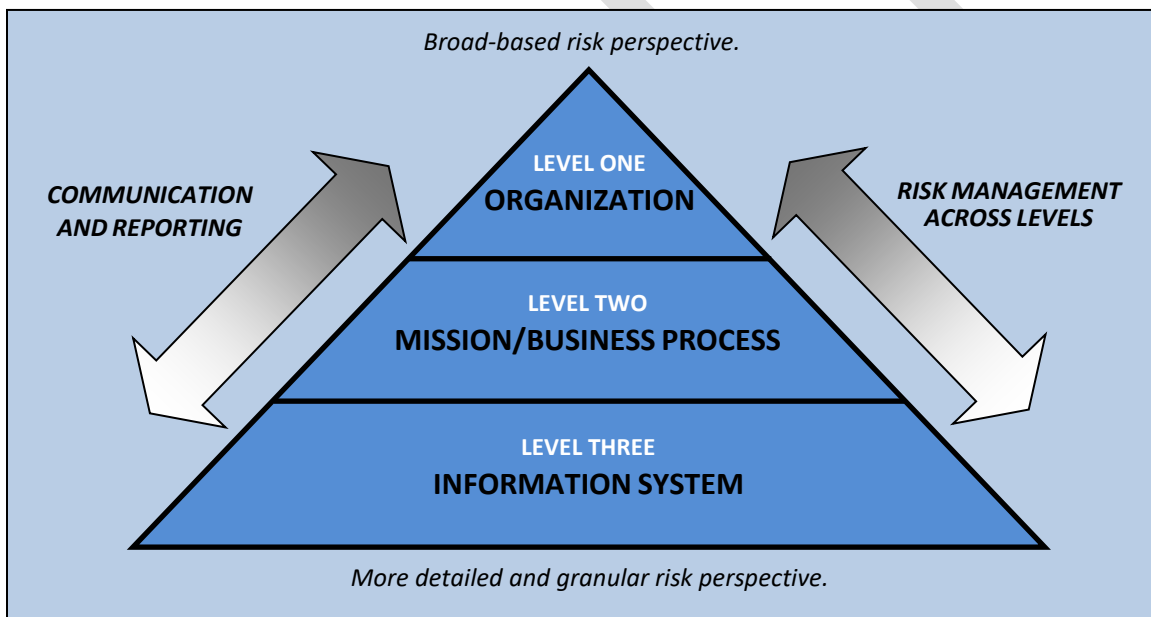 Broad-based risk perspective.
COMMUNICATION
AND REPORTING
LEVEL ONE
ORGANIZATION
RISK MANAGEMENT
ACROSS LEVELS
LEVEL TWO
MISSION/BUSINESS PROCESS
LEVEL THREE
INFORMATION SYSTEM
More detailed and granular risk perspective.